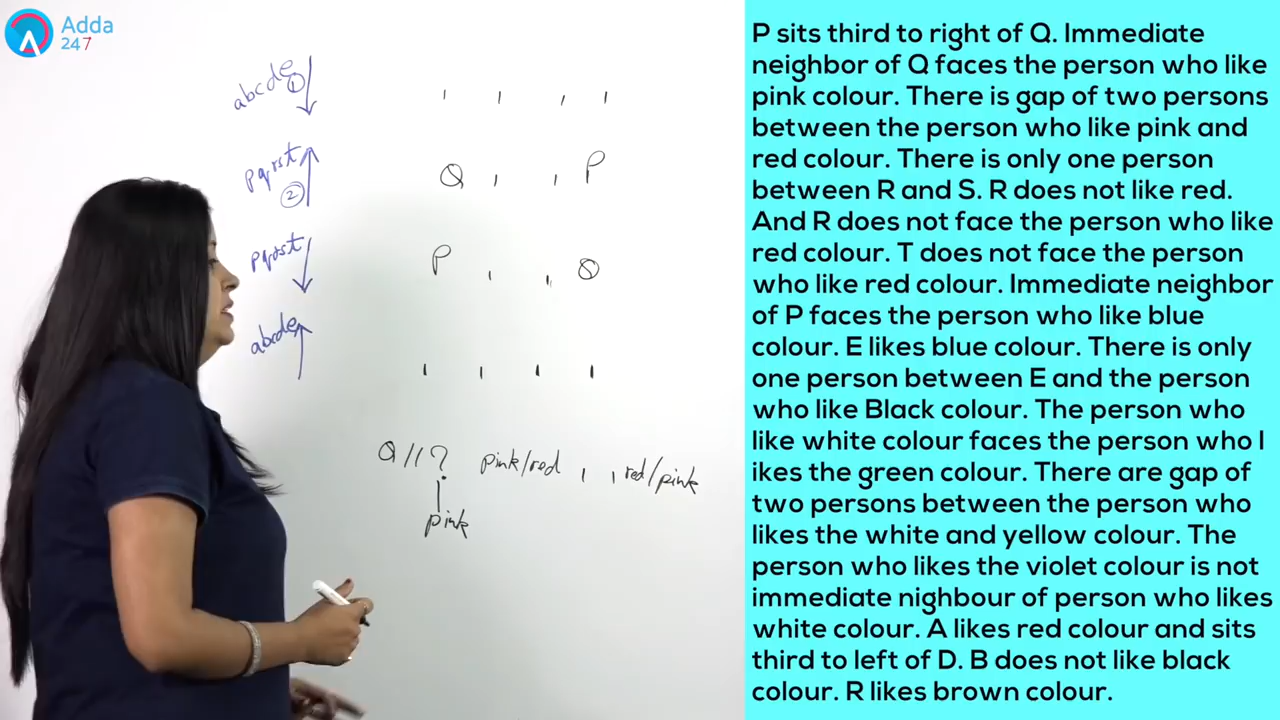 Adda
247
abcde ①
pqrst
②
Q P
pqrst
P Q
abcde
Q // ? pink/red , , red/pink
pink
P sits third to right of Q. Immediate
neighbor of Q faces the person who like
pink colour. There is gap of two persons
between the person who like pink and
red colour. There is only one person
between R and S. R does not like red.
And R does not face the person who like
red colour. T does not face the person
who like red colour. Immediate neighbor
of P faces the person who like blue
colour. E likes blue colour. There is only
one person between E and the person
who like Black colour. The person who
like white colour faces the person who l
ikes the green colour. There are gap of
two persons between the person who
likes the white and yellow colour. The
person who likes the violet colour is not
immediate nighbour of person who likes
white colour. A likes red colour and sits
third to left of D. B does not like black
colour. R likes brown colour.